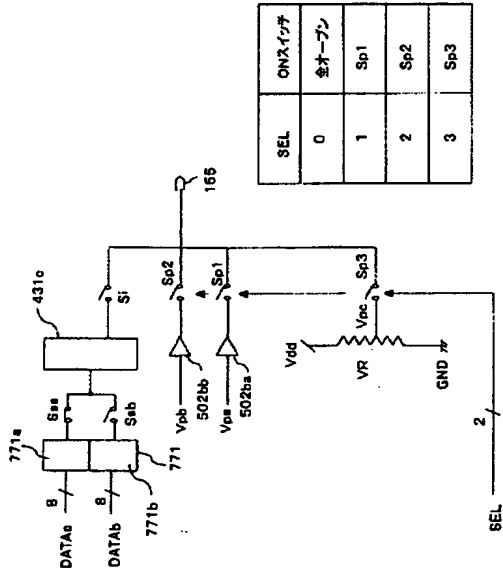 431c
771a
Ssa
Si
155
8
DATAa
Ssb
Sp2
Vpb
502bb
8
DATAb
771
771b
Sp1
Vpa
502ba
Vdd
Vpc
Sp3
VR
GND
2
SEL
SEL ONスイッチ
0 全オープン
1 Sp1
2 Sp2
3 Sp3